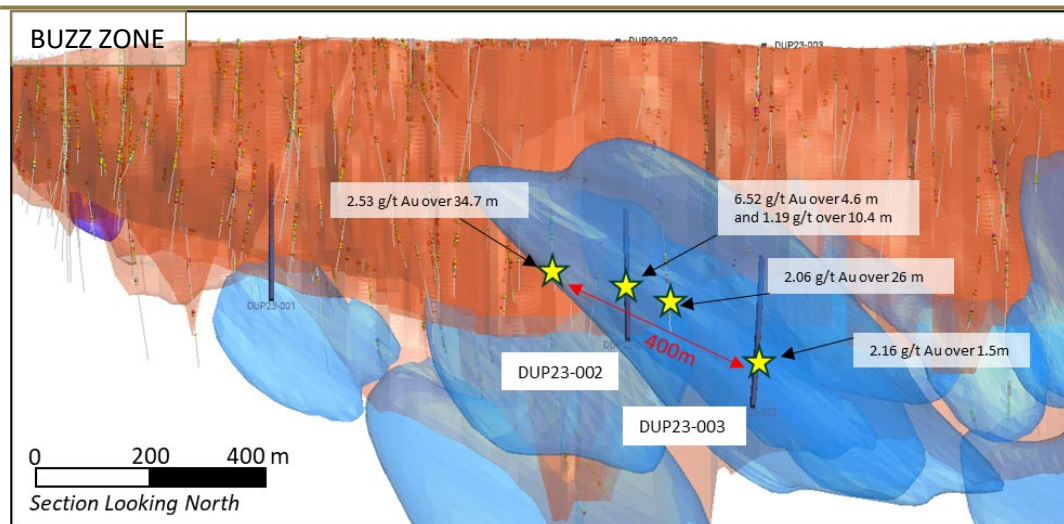 BUZZ ZONE
DUP23-002
DUP23-003
2.53 g/t Au over 34.7 m
6.52 g/t Au over 4.6 m
and 1.19 g/t over 10.4 m
2.06 g/t Au over 26 m
DUP23-001
400m
2.16 g/t Au over 1.5m
DUP23-002
DUP23-003
0 200 400 m
Section Looking North